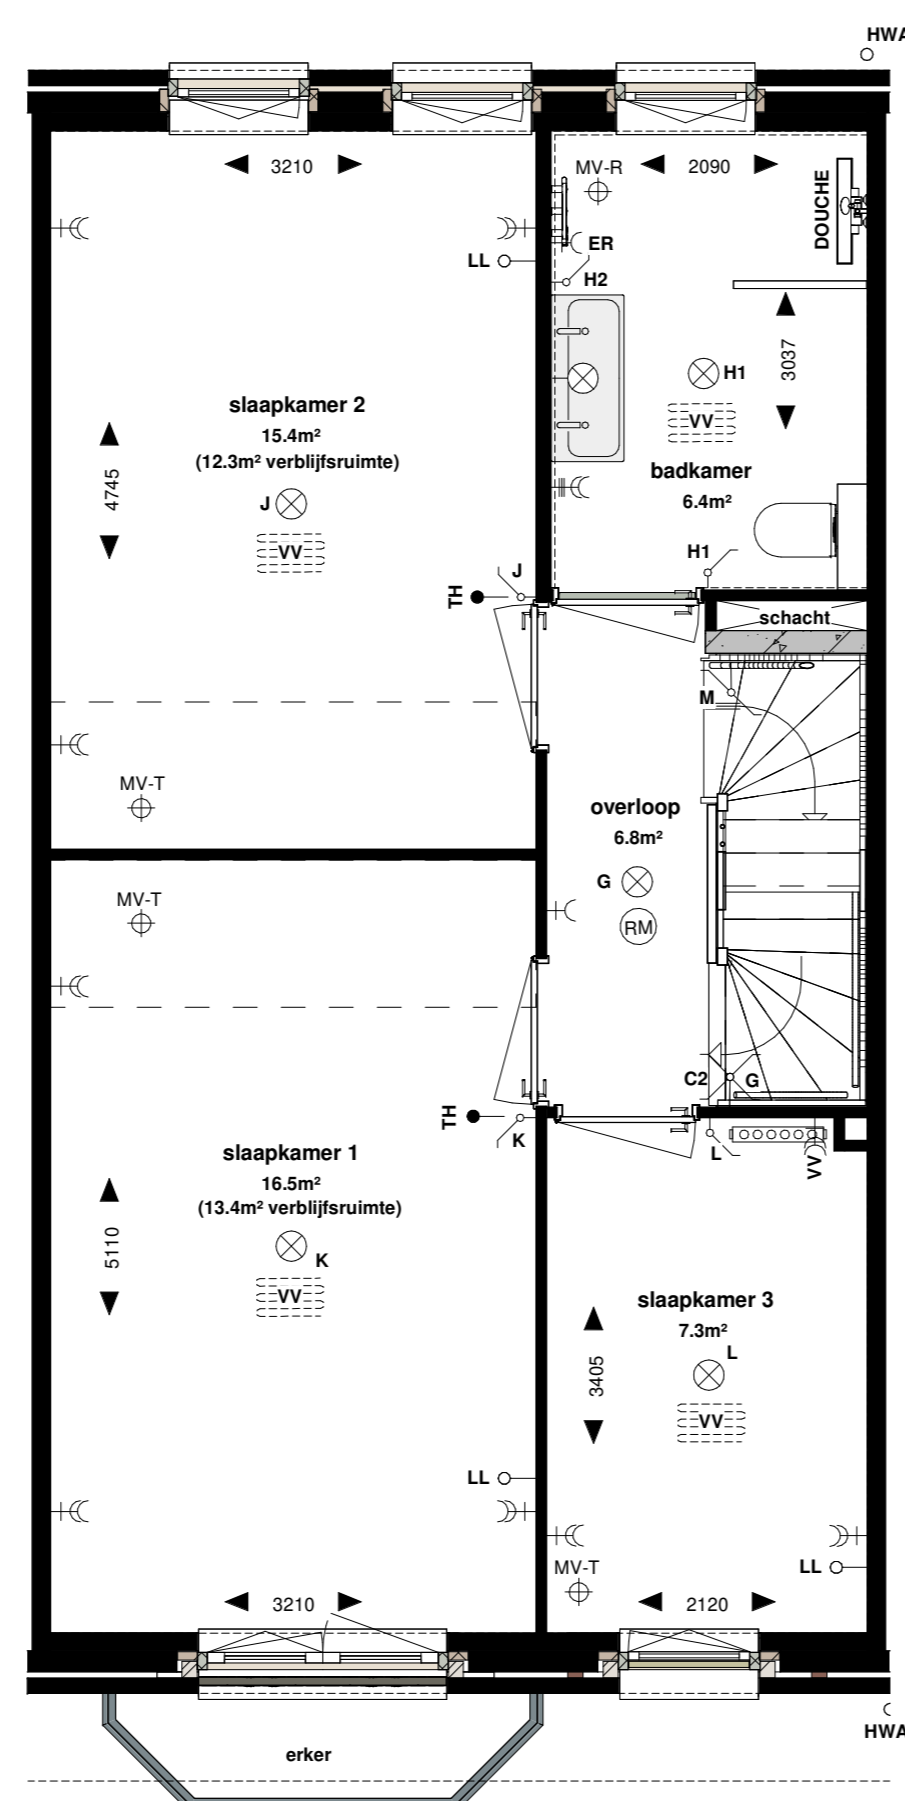 HWA
3210
MV-R
2090
DOUCHE
ER
LL
H2
3037
H1
VV
slaapkamer 2
15.4m²
(12.3m² verblijfsruimte)
4745
J
VV
badkamer
6.4m²
H1
J
TH
schacht
M
MV-T
overloop
6.8m²
G
RM
MV-T
C2
G
TH
K
L
VV
slaapkamer 1
16.5m²
(13.4m² verblijfsruimte)
5110
K
VV
slaapkamer 3
7.3m²
L
3405
VV
LL
MV-T
LL
3210
2120
HWA
erker